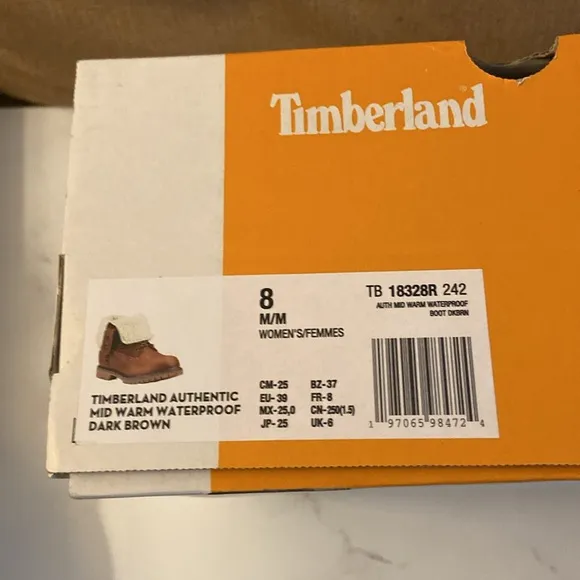 Timberland®
8
M/M
WOMEN'S/FEMMES
TB 18328R 242
AUTH MID WARM WATERPROOF
BOOT DKBRN
TIMBERLAND AUTHENTIC
MID WARM WATERPROOF
DARK BROWN
CM-25 BZ-37
EU-39 FR-8
MX-25,0 CN-250(1.5)
JP-25 UK-6
1 97065 98472 4